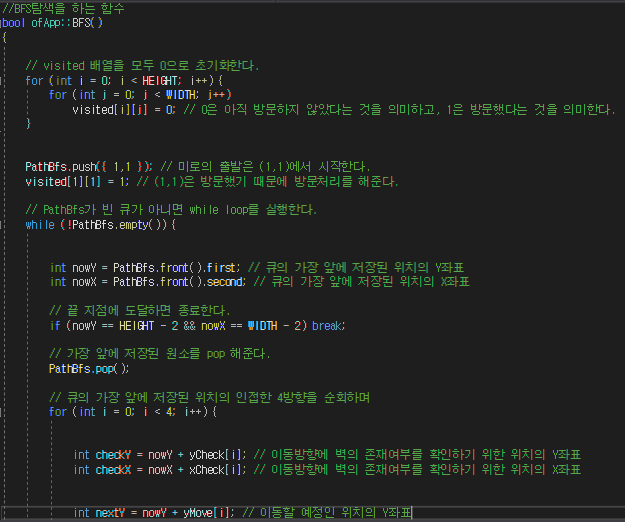 //BFS탐색을 하는 함수
bool ofApp::BFS()
{
// visited 배열을 모두 0으로 초기화한다.
for (int i = 0; i < HEIGHT; i++) {
for (int j = 0; j < WIDTH; j++)
visited[i][j] = 0; // 0은 아직 방문하지 않았다는 것을 의미하고, 1은 방문했다는 것을 의미한다.
}
PathBfs.push({ 1,1 }); // 미로의 출발은 (1,1)에서 시작한다.
visited[1][1] = 1; // (1,1)은 방문했기 때문에 방문처리를 해준다.
// PathBfs가 빈 큐가 아니면 while loop를 실행한다.
while (!PathBfs.empty()) {
int nowY = PathBfs.front().first; // 큐의 가장 앞에 저장된 위치의 Y좌표
int nowX = PathBfs.front().second; // 큐의 가장 앞에 저장된 위치의 X좌표
// 끝 지점에 도달하면 종료한다.
if (nowY == HEIGHT - 2 && nowX == WIDTH - 2) break;
// 가장 앞에 저장된 원소를 pop 해준다.
PathBfs.pop();
// 큐의 가장 앞에 저장된 위치의 인접한 4방향을 순회하며
for (int i = 0; i < 4; i++){
int checkY = nowY + yCheck[i]; // 이동방향에 벽의 존재여부를 확인하기 위한 위치의 Y좌표
int checkX = nowX + xCheck[i]; // 이동방향에 벽의 존재여부를 확인하기 위한 위치의 X좌표
int nextY = nowY + yMove[i]; // 이동할 예정인 위치의 Y좌표